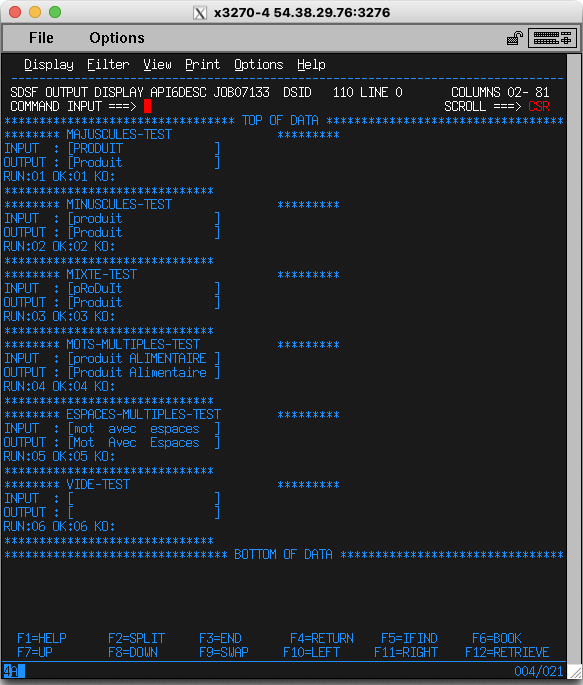 x3270-4 54.38.29.76:3276
File Options
Display Filter View Print Options Help
-------------------------------------------------------------------------------
SDSF OUTPUT DISPLAY API6DESC JOB07133 DSID 110 LINE 0 COLUMNS 02- 81
COMMAND INPUT ===> SCROLL ===> CSR
********************************* TOP OF DATA **********************************
******** MAJUSCULES-TEST *********
INPUT : [PRODUIT ]
OUTPUT : [Produit ]
RUN:01 OK:01 KO:
******************************
******** MINUSCULES-TEST *********
INPUT : [produit ]
OUTPUT : [Produit ]
RUN:02 OK:02 KO:
******************************
******** MIXTE-TEST *********
INPUT : [pRoDuIt ]
OUTPUT : [Produit ]
RUN:03 OK:03 KO:
******************************
******** MOTS-MULTIPLES-TEST *********
INPUT : [produit ALIMENTAIRE ]
OUTPUT : [Produit Alimentaire ]
RUN:04 OK:04 KO:
******************************
******** ESPACES-MULTIPLES-TEST *********
INPUT : [mot  avec  espaces ]
OUTPUT : [Mot  Avec  Espaces ]
RUN:05 OK:05 KO:
******************************
******** VIDE-TEST *********
INPUT : [ ]
OUTPUT : [ ]
RUN:06 OK:06 KO:
******************************
******************************** BOTTOM OF DATA ********************************
F1=HELP F2=SPLIT F3=END F4=RETURN F5=IFIND F6=BOOK
F7=UP F8=DOWN F9=SWAP F10=LEFT F11=RIGHT F12=RETRIEVE
4A 004/021